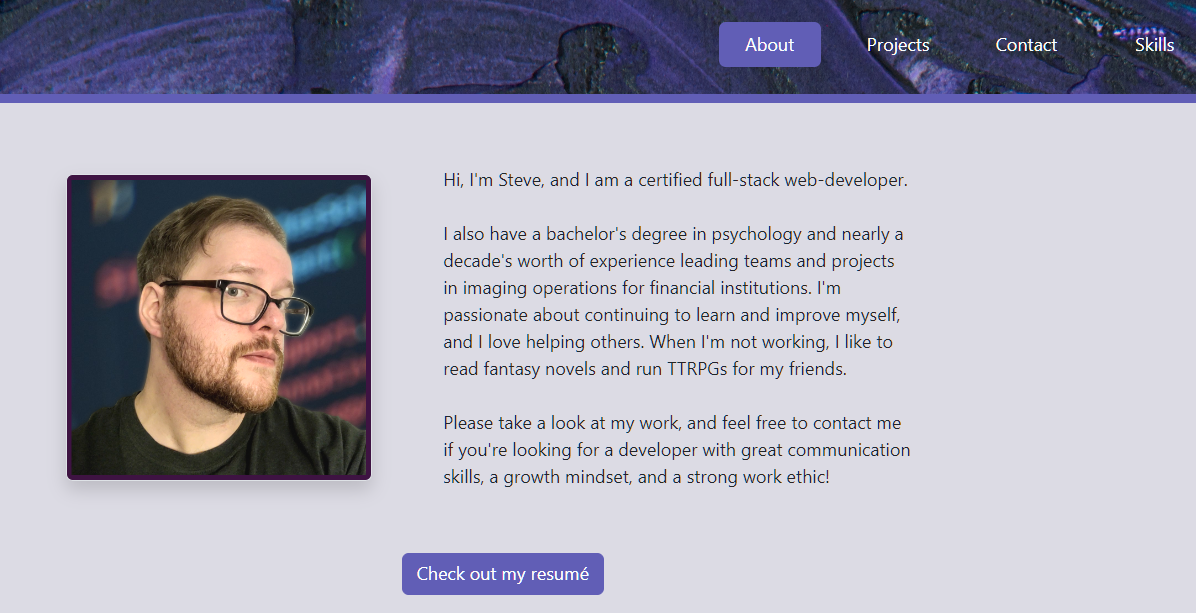 About
Projects
Contact
Skills
Hi, I'm Steve, and I am a certified full-stack web-developer.
I also have a bachelor's degree in psychology and nearly a
decade's worth of experience leading teams and projects
in imaging operations for financial institutions. I'm
passionate about continuing to learn and improve myself,
and I love helping others. When I'm not working, I like to
read fantasy novels and run TTRPGs for my friends.
Please take a look at my work, and feel free to contact me
if you're looking for a developer with great communication
skills, a growth mindset, and a strong work ethic!
Check out my resumé